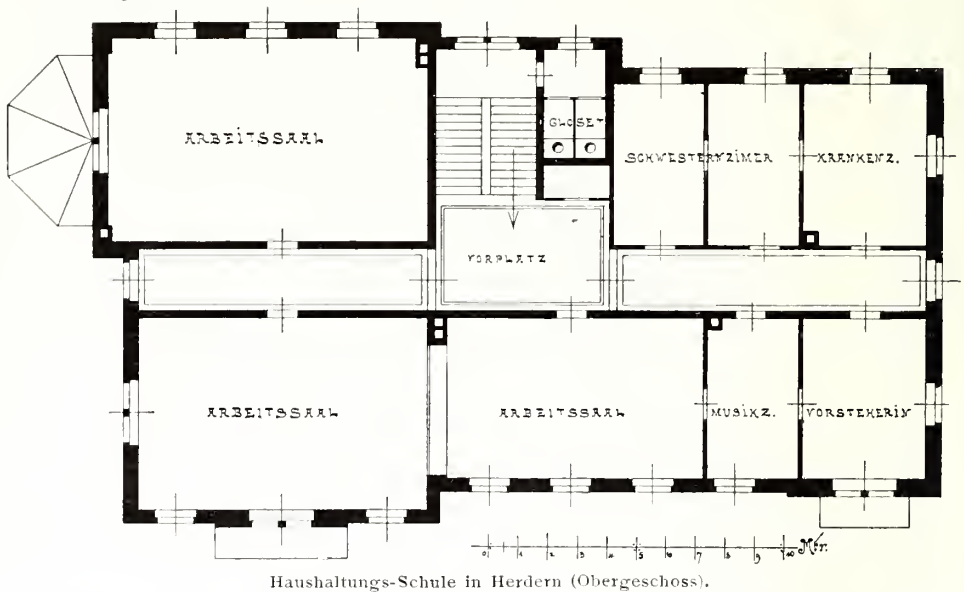 ARBEITSSAAL
CLOSET
SCHWESTERNZIMER
KRANKENZ.
VORPLATZ
ARBEITSSAAL
ARBEITSSAAL
MUSIKZ.
VORSTEHERIN
0 1 2 3 4 5 6 7 8 9 10 Mtr.
Haushaltungs-Schule in Herdern (Obergeschoss).